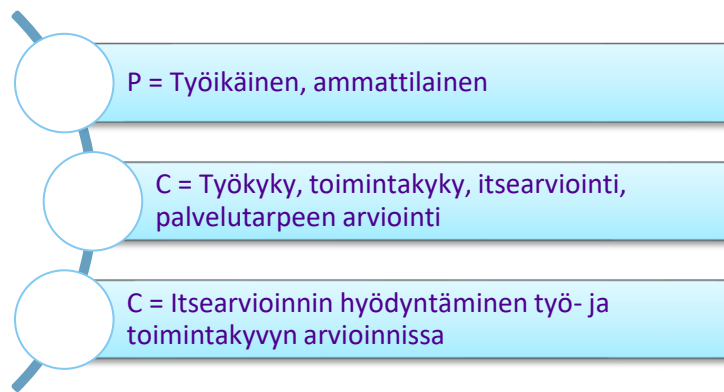 P = Työikäinen, ammattilainen
C = Työkyky, toimintakyky, itsearviointi,
palvelutarpeen arviointi
C = Itsearvioinnin hyödyntäminen työ- ja
toimintakyvyn arvioinnissa